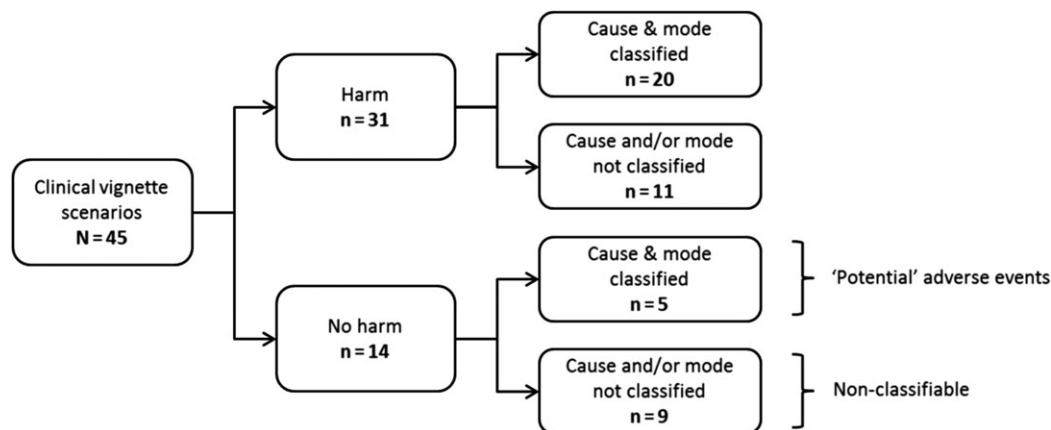 Clinical vignette
scenarios
N = 45
Harm
n = 31
No harm
n = 14
Cause & mode
classified
n = 20
Cause and/or mode
not classified
n = 11
Cause & mode
classified
n = 5
Cause and/or mode
not classified
n = 9
‘Potential’ adverse events
Non-classifiable